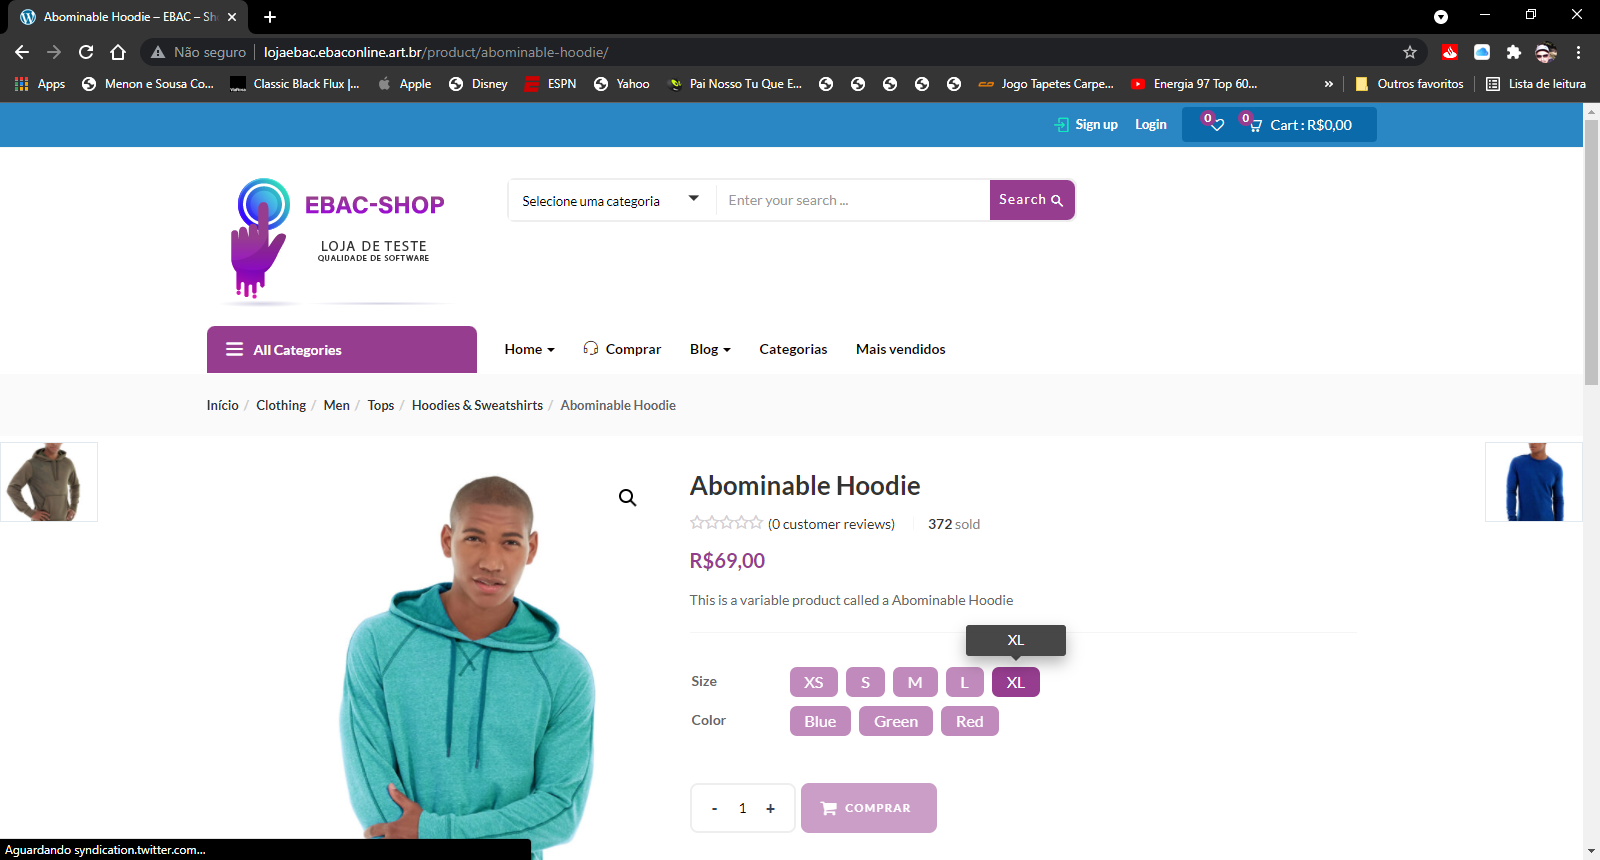 Abominable Hoodie – EBAC – Sh
Não seguro lojaebac.ebaconline.art.br/product/abominable-hoodie/
Apps Menon e Sousa Co... Classic Black Flux |... Apple Disney ESPN Yahoo Pai Nosso Tu Que E... Jogo Tapetes Carpe... Energia 97 Top 60... » Outros favoritos Lista de leitura
Sign up Login 0 0 Cart : R$0,00
EBAC-SHOP
LOJA DE TESTE
QUALIDADE DE SOFTWARE
Selecione uma categoria Enter your search ... Search
All Categories Home Comprar Blog Categorias Mais vendidos
Início / Clothing / Men / Tops / Hoodies & Sweatshirts / Abominable Hoodie
Abominable Hoodie
(0 customer reviews) 372 sold
R$69,00
This is a variable product called a Abominable Hoodie
XL
Size XS S M L XL
Color Blue Green Red
- 1 + COMPRAR
Aguardando syndication.twitter.com...